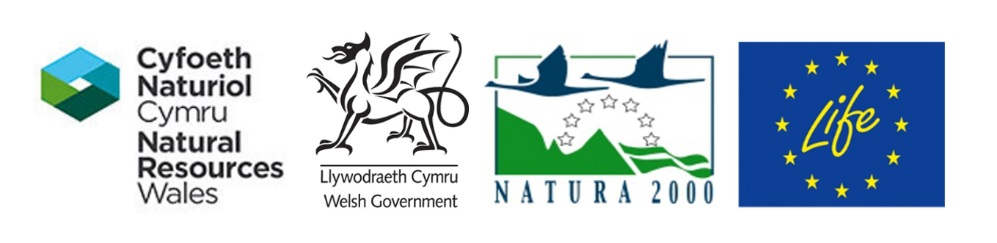 Cyfoeth
Naturiol
Cymru
Natural
Resources
Wales
Llywodraeth Cymru
Welsh Government
NATURA 2000
Life